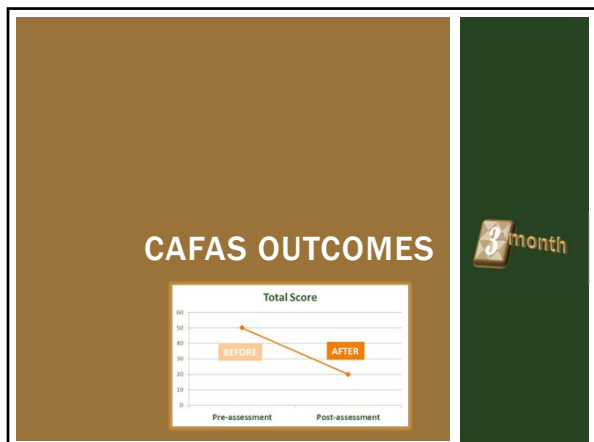 CAFAS OUTCOMES
3 month
Total Score
60
50
40
30
20
10
0
BEFORE
AFTER
Pre-assessment
Post-assessment